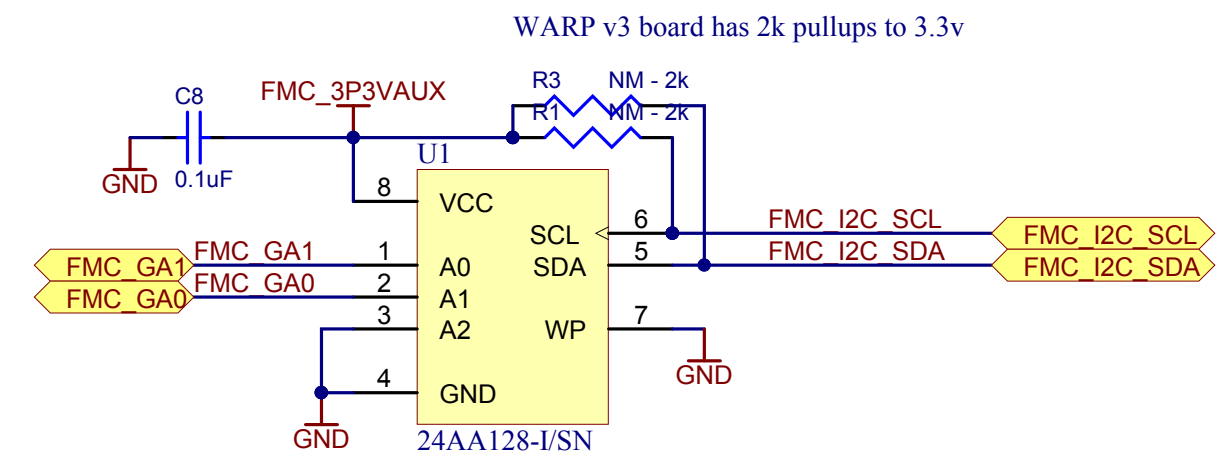 WARP v3 board has 2k pullups to 3.3v
R3 NM - 2k
C8 FMC_3P3VAUX
R1 NM - 2k
U1
GND 0.1uF
8 VCC
SCL 6 FMC_I2C_SCL FMC_I2C_SCL
FMC_GA1 FMC_GA1 1 A0 SDA 5 FMC_I2C_SDA FMC_I2C_SDA
FMC_GA0 FMC_GA0 2 A1
3 A2 WP 7
GND
4 GND
GND 24AA128-I/SN